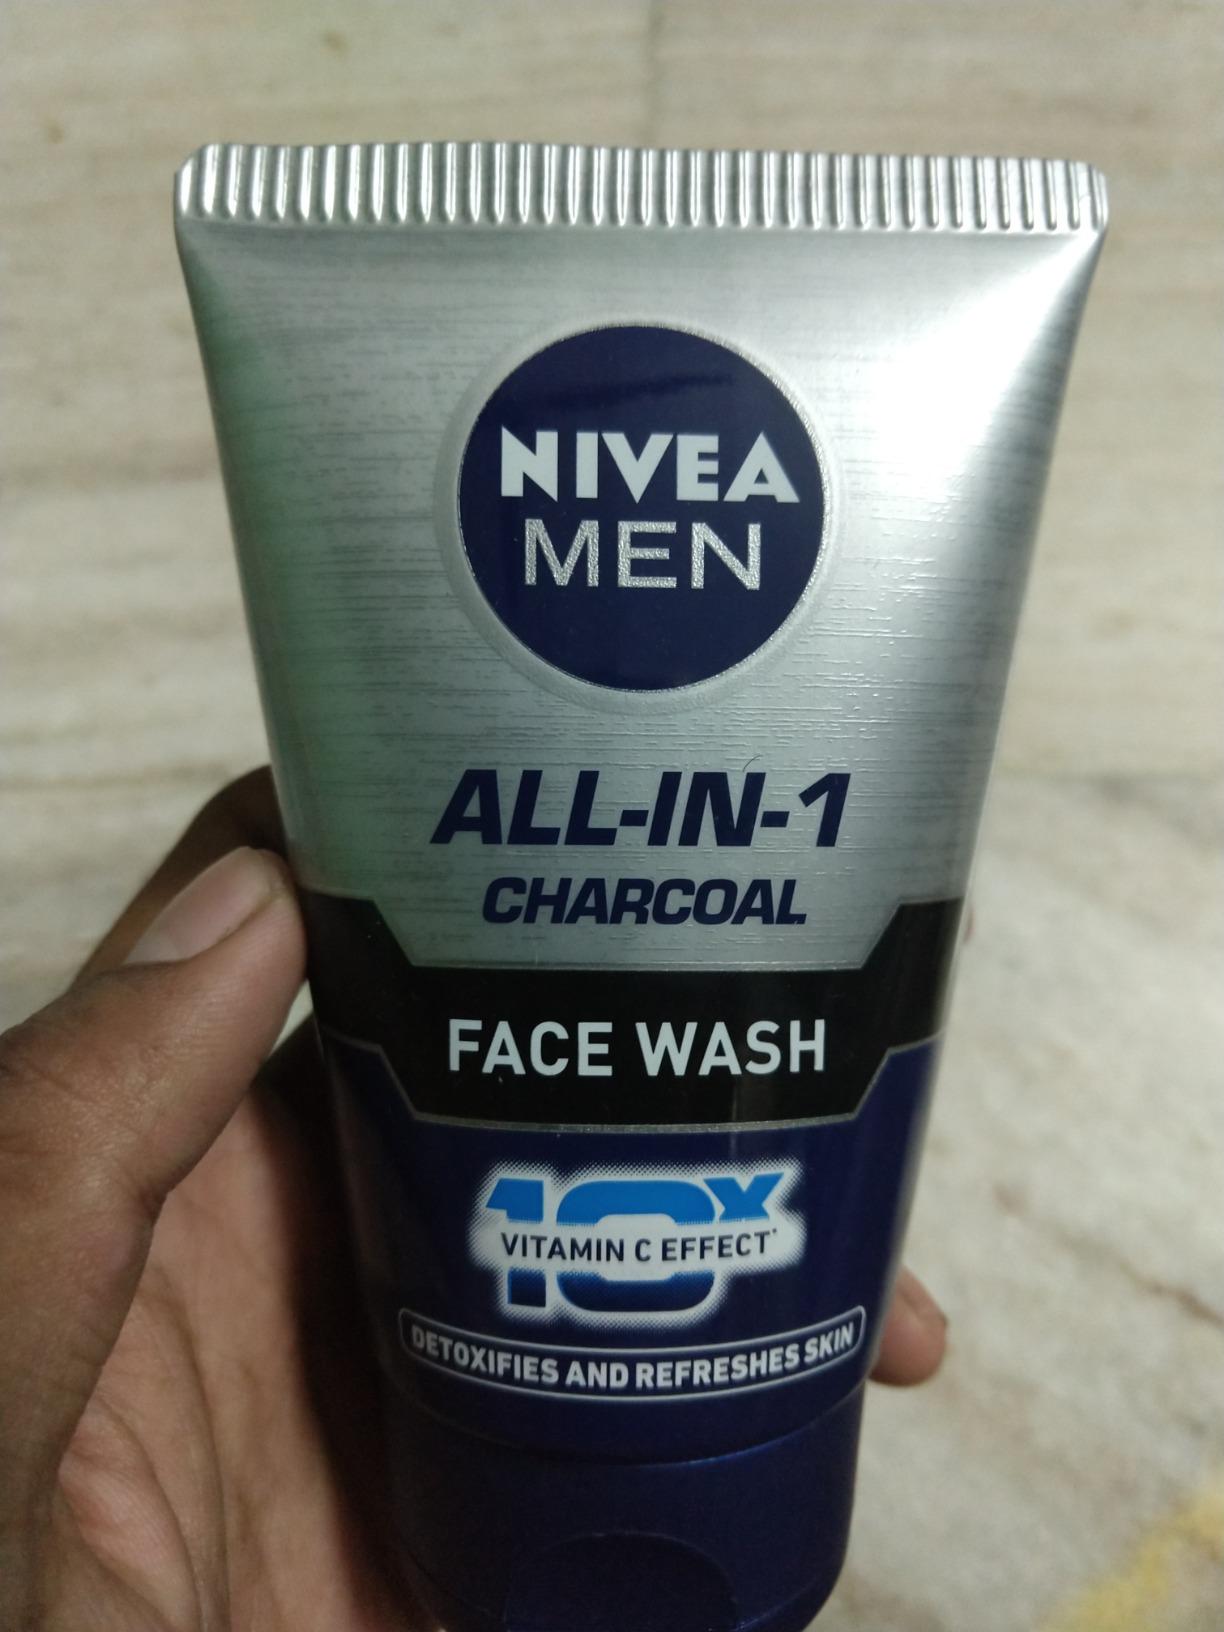 NIVEA
MEN
ALL-IN-1
CHARCOAL
FACE WASH
10X
VITAMIN C EFFECT*
DETOXIFIES AND REFRESHES SKIN